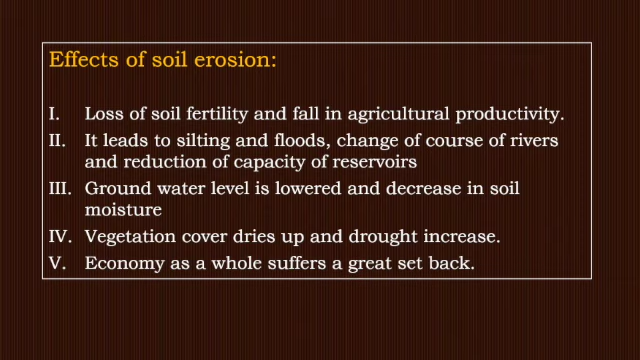 Effects of soil erosion:
I. Loss of soil fertility and fall in agricultural productivity.
II. It leads to silting and floods, change of course of rivers
and reduction of capacity of reservoirs
III. Ground water level is lowered and decrease in soil
moisture
IV. Vegetation cover dries up and drought increase.
V. Economy as a whole suffers a great set back.